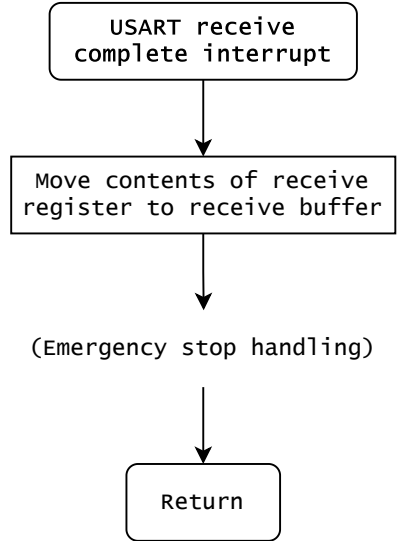 USART receive
complete interrupt
Move contents of receive
register to receive buffer
(Emergency stop handling)
Return